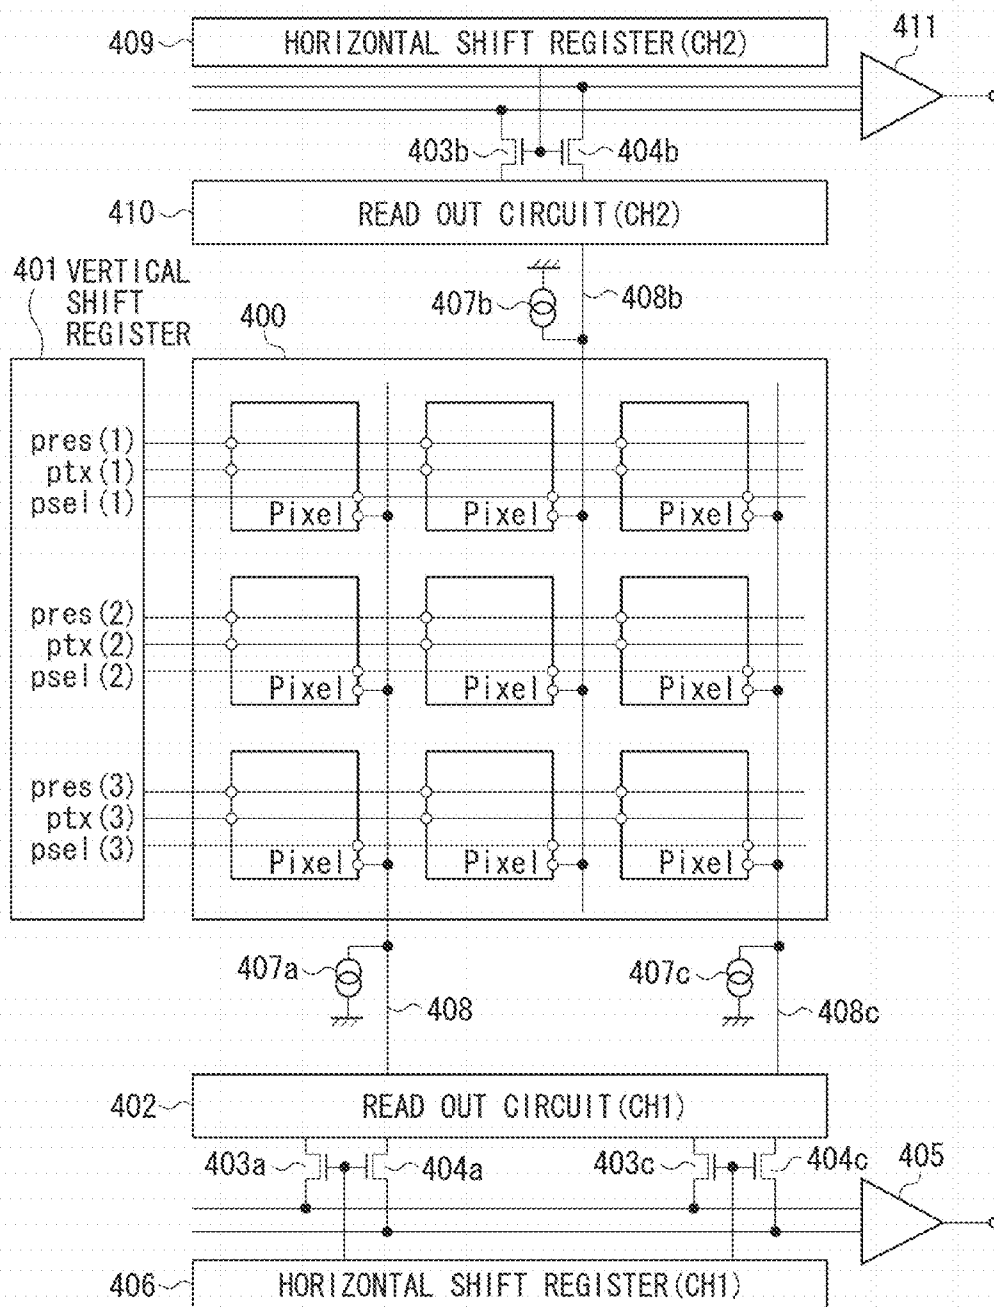 409
HORIZONTAL SHIFT REGISTER(CH2)
411
403b
404b
410
READ OUT CIRCUIT(CH2)
401 VERTICAL
SHIFT
REGISTER
400
407b
408b
pres(1)
ptx(1)
psel(1)
Pixel
Pixel
Pixel
pres(2)
ptx(2)
psel(2)
Pixel
Pixel
Pixel
pres(3)
ptx(3)
psel(3)
Pixel
Pixel
Pixel
407a
408
407c
408c
402
READ OUT CIRCUIT(CH1)
403a
404a
403c
404c
405
406
HORIZONTAL SHIFT REGISTER(CH1)